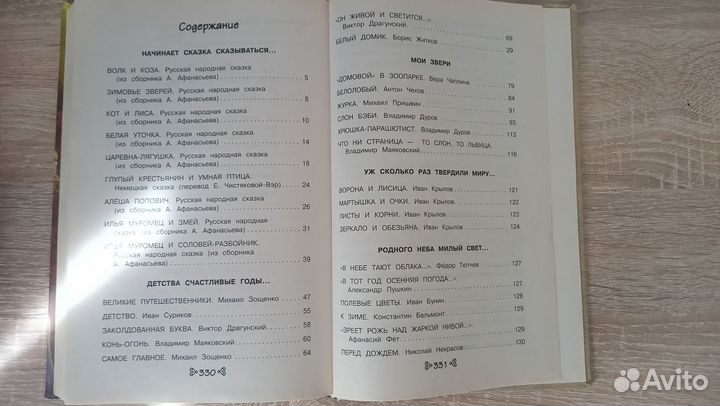 Содержание
НАЧИНАЕТ СКАЗКА СКАЗЫВАТЬСЯ...
ВОЛК И КОЗА. Русская народная сказка
(из сборника А. Афанасьева) 5
ЗИМОВЬЕ ЗВЕРЕЙ. Русская народная сказка
(из сборника А. Афанасьева) 8
КОТ И ЛИСА. Русская народная сказка
(из сборника А. Афанасьева) 10
БЕЛАЯ УТОЧКА. Русская народная сказка
(из сборника А. Афанасьева) 14
ЦАРЕВНА-ЛЯГУШКА. Русская народная сказка
(из сборника А. Афанасьева) 18
ГЛУПЫЙ КРЕСТЬЯНИН И УМНАЯ ПТИЦА.
Немецкая сказка (перевод Е. Чистяковой-Вэр) 24
АЛЁША ПОПОВИЧ. Русская народная сказка
(из сборника А. Афанасьева) 26
ИЛЬЯ МУРОМЕЦ И ЗМЕЙ. Русская народная сказка
(из сборника А. Афанасьева) 31
ИЛЬЯ МУРОМЕЦ И СОЛОВЕЙ-РАЗБОЙНИК.
Русская народная сказка (из сборника
А. Афанасьева) 39
ДЕТСТВА СЧАСТЛИВЫЕ ГОДЫ...
ВЕЛИКИЕ ПУТЕШЕСТВЕННИКИ. Михаил Зощенко 47
ДЕТСТВО. Иван Суриков 55
ЗАКОЛДОВАННАЯ БУКВА. Виктор Драгунский 58
КОНЬ-ОГОНЬ. Владимир Маяковский 60
САМОЕ ГЛАВНОЕ. Михаил Зощенко 64
330
«ОН ЖИВОЙ И СВЕТИТСЯ...».
Виктор Драгунский 69
БЕЛЫЙ ДОМИК. Борис Житков 29
МОИ ЗВЕРИ
«ДОМОВОЙ» В ЗООПАРКЕ. Вера Чаплина 79
БЕЛОЛОБЫЙ. Антон Чехов 84
ЖУРКА. Михаил Пришвин 91
СЛОН БЭБИ. Владимир Дуров 93
КРЮШКА-ПАРАШЮТИСТ. Владимир Дуров 113
ЧТО НИ СТРАНИЦА — ТО СЛОН, ТО ЛЬВИЦА.
Владимир Маяковский 116
УЖ СКОЛЬКО РАЗ ТВЕРДИЛИ МИРУ...
ВОРОНА И ЛИСИЦА. Иван Крылов 121
МАРТЫШКА И ОЧКИ. Иван Крылов 122
ЛИСТЫ И КОРНИ. Иван Крылов 123
ЗЕРКАЛО И ОБЕЗЬЯНА. Иван Крылов 124
РОДНОГО НЕБА МИЛЫЙ СВЕТ...
«В НЕБЕ ТАЮТ ОБЛАКА...». Фёдор Тютчев 127
«В ТОТ ГОД ОСЕННЯЯ ПОГОДА...».
Александр Пушкин 127
ПОЛЕВЫЕ ЦВЕТЫ. Иван Бунин 128
К ЗИМЕ. Константин Бальмонт 129
«ЗРЕЕТ РОЖЬ НАД ЖАРКОЙ НИВОЙ...».
Афанасий Фет 129
ПЕРЕД ДОЖДЕМ. Николай Некрасов 130
331
Avito